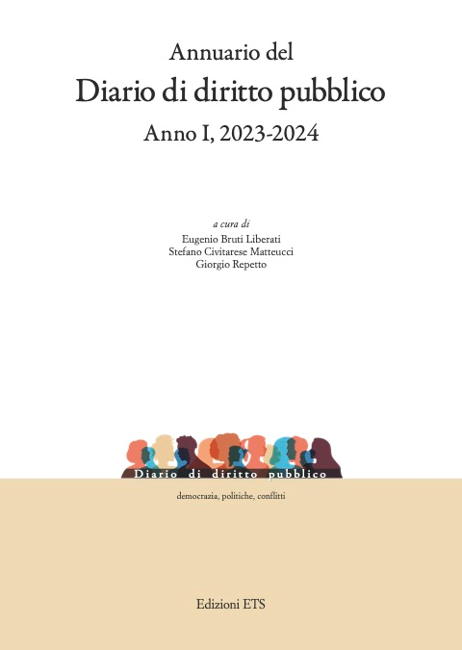 Annuario del
Diario di diritto pubblico
Anno I, 2023-2024
a cura di
Eugenio Bruti Liberati
Stefano Civitarese Matteucci
Giorgio Repetto
Diario di diritto pubblico
democrazia, politiche, conflitti
Edizioni ETS